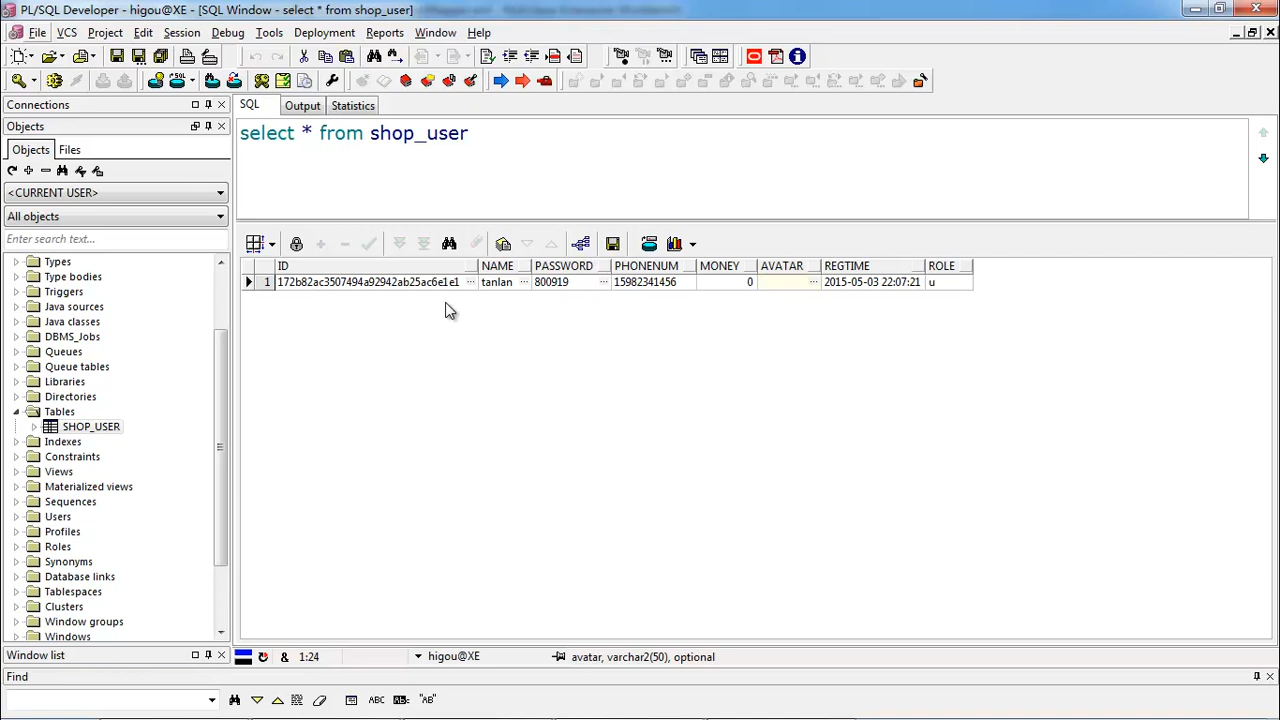 PL/SQL Developer - higou@XE - [SQL Window - select * from shop_user]
File VCS Project Edit Session Debug Tools Deployment Reports Window Help
Connections
SQL Output Statistics
Objects
select * from shop_user
Objects Files
<CURRENT USER>
All objects
Enter search text...
ID NAME PASSWORD PHONENUM MONEY AVATAR REGTIME ROLE
1 172b82ac3507494a92942ab25ac6e1e1 ... tanlan ... 800919 ... 15982341456 0 ... 2015-05-03 22:07:21 u
Types
Type bodies
Triggers
Java sources
Java classes
DBMS_Jobs
Queues
Queue tables
Libraries
Directories
Tables
SHOP_USER
Indexes
Constraints
Views
Materialized views
Sequences
Users
Profiles
Roles
Synonyms
Database links
Tablespaces
Clusters
Window groups
Windows
Window list
& 1:24 higou@XE avatar, varchar2(50), optional
Find
ABC ABc "AB"